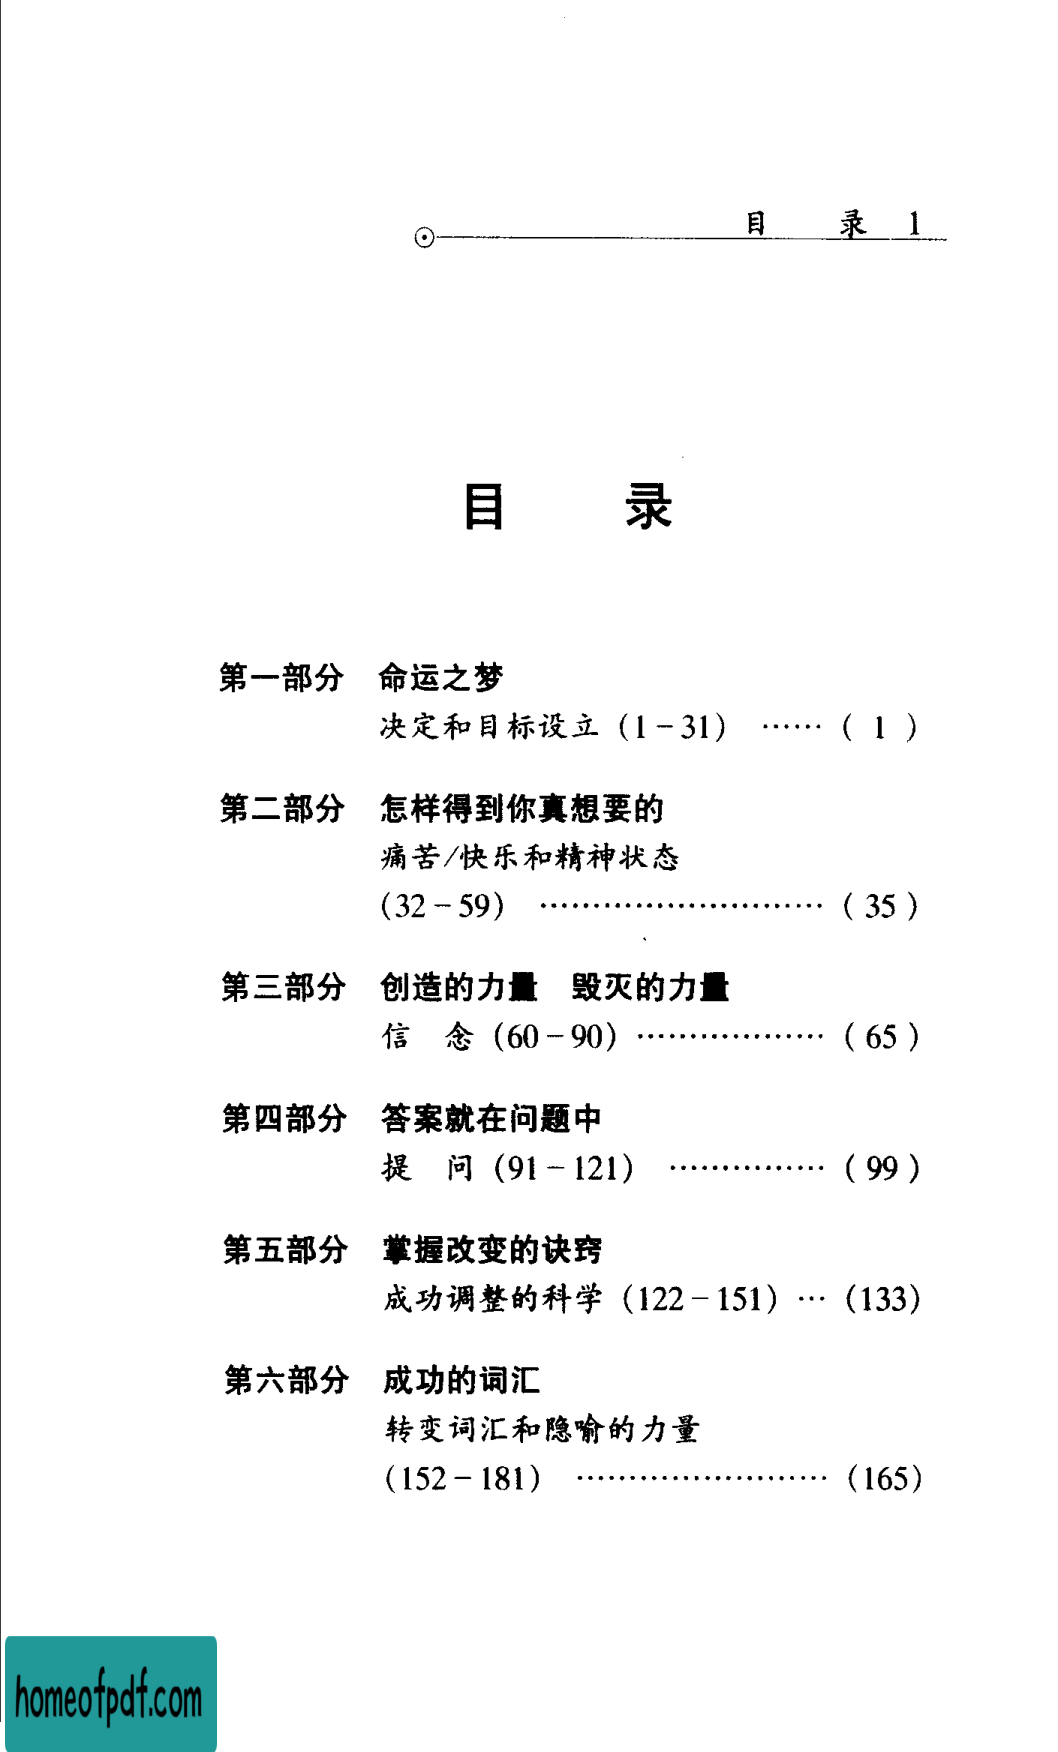 目 录 1
目 录
第一部分 命运之梦
决定和目标设立（1－31） ……（ 1 ）
第二部分 怎样得到你真想要的
痛苦/快乐和精神状态
（32－59） ………………………（ 35 ）
第三部分 创造的力量 毁灭的力量
信 念（60－90）………………（ 65 ）
第四部分 答案就在问题中
提 问（91－121） ……………（ 99 ）
第五部分 掌握改变的诀窍
成功调整的科学（122－151）…（133）
第六部分 成功的词汇
转变词汇和隐喻的力量
（152－181） ……………………（165）
homeofpdf.com